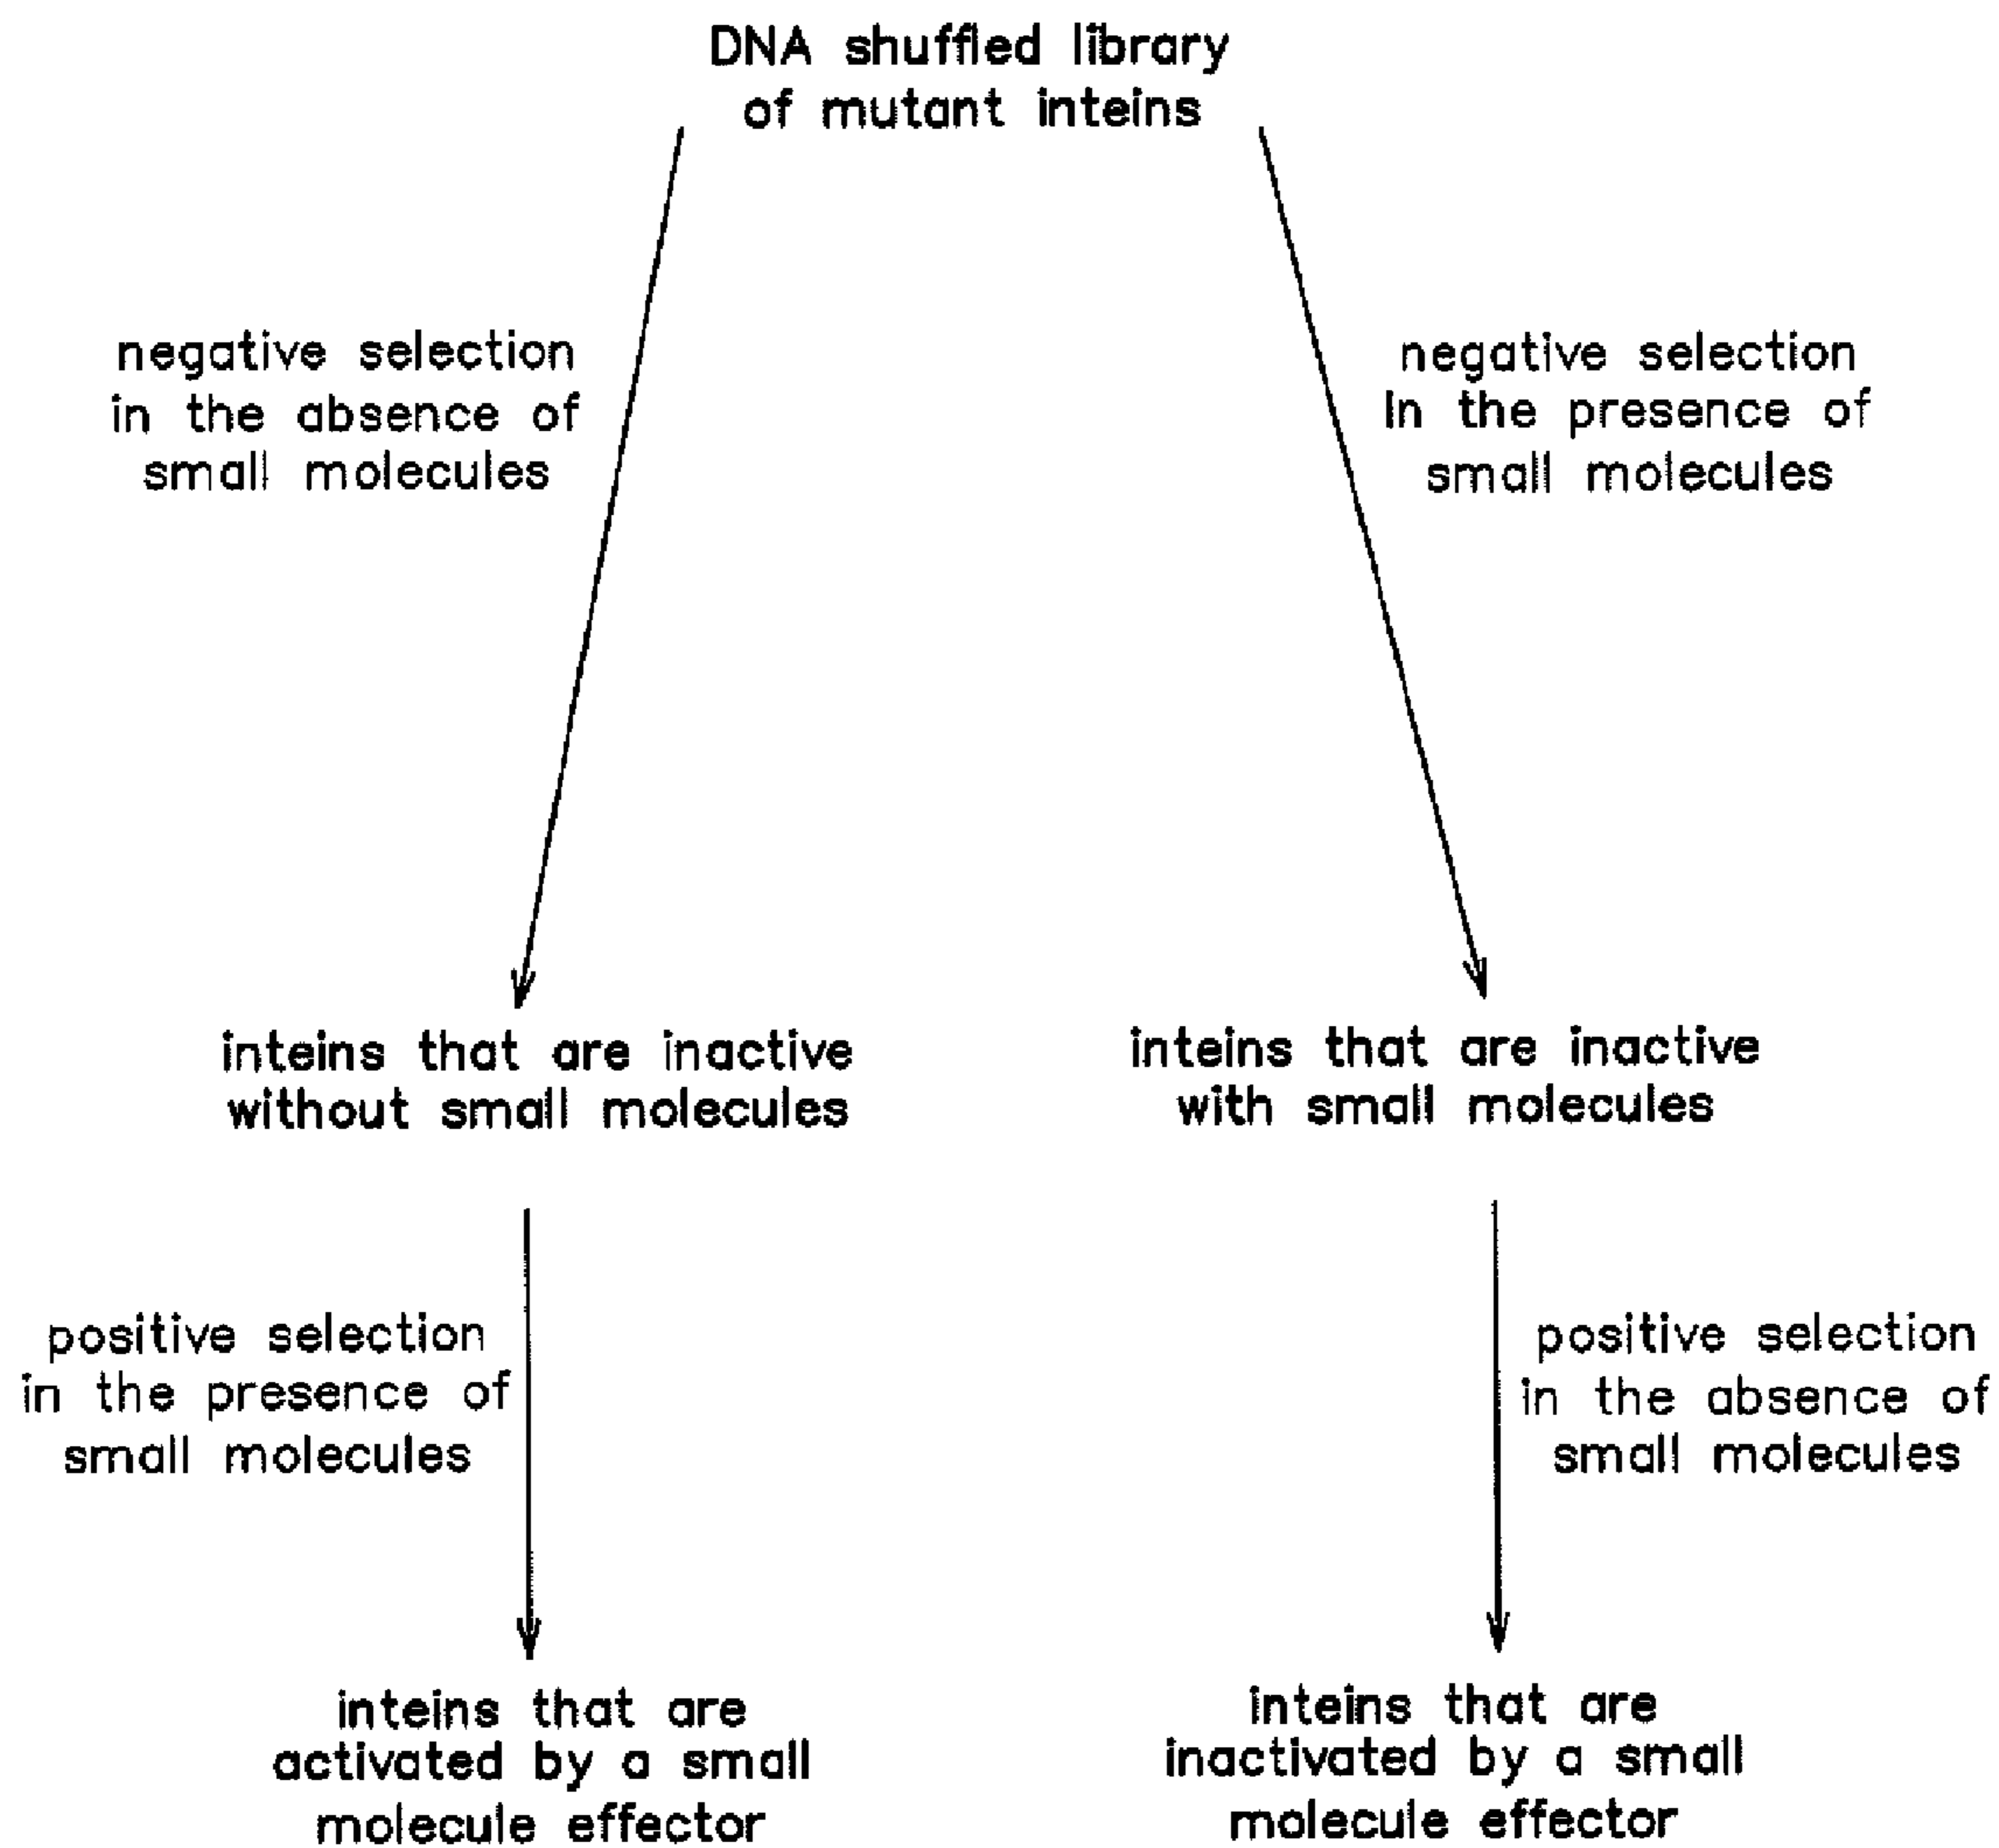 DNA shuffled library
of mutant inteins
negative selection
in the absence of
small molecules
negative selection
In the presence of
small molecules
inteins that are inactive
without small molecules
inteins that are inactive
with small molecules
positive selection
in the presence of
small molecules
positive selection
in the absence of
small molecules
inteins that are
activated by a small
molecule effector
inteins that are
inactivated by a small
molecule effector